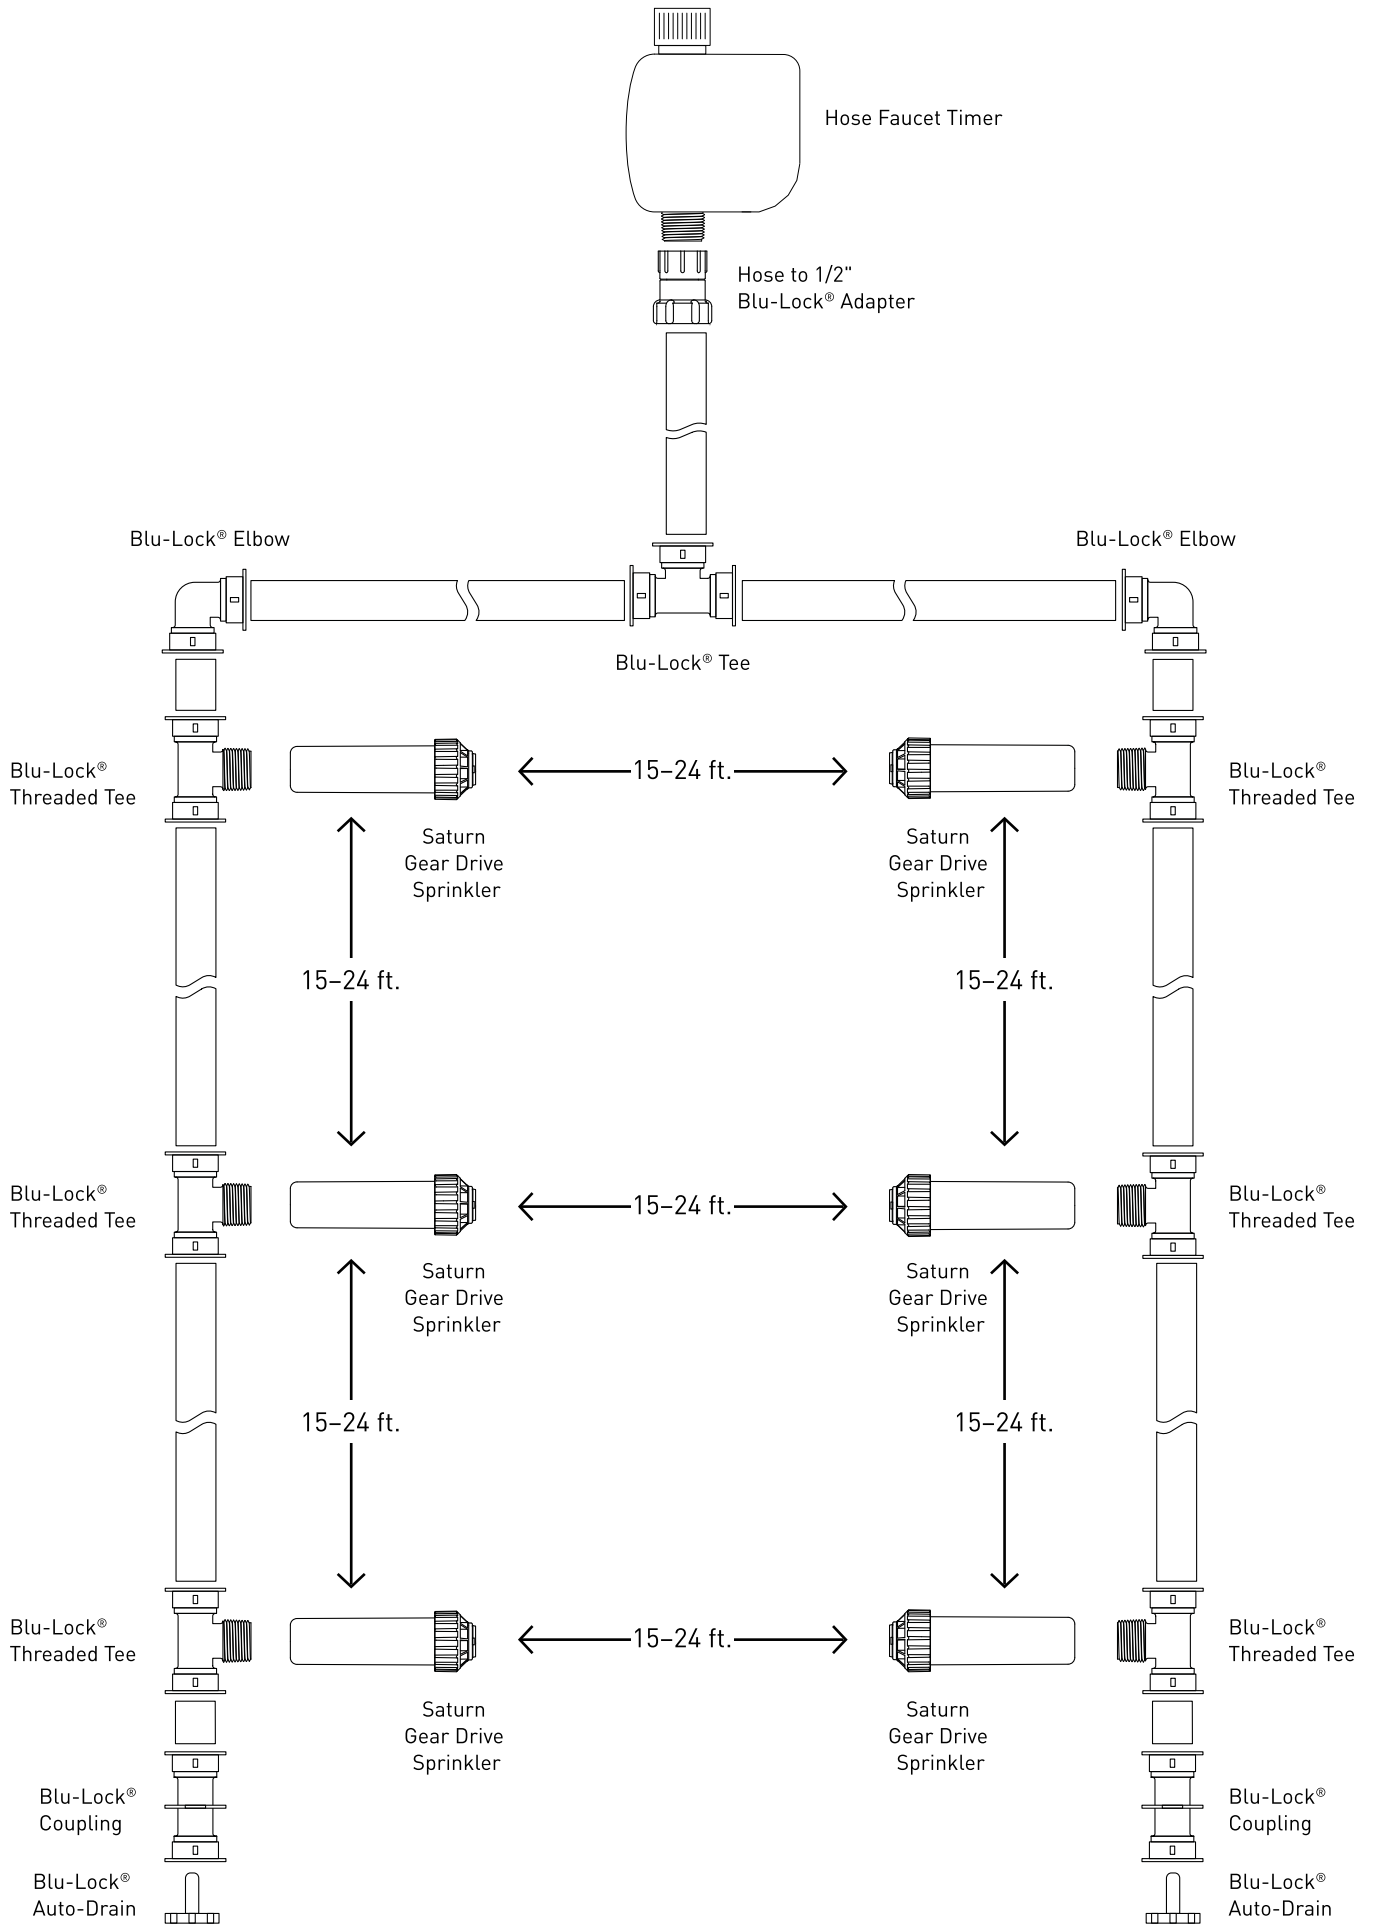 Hose Faucet Timer
Hose to 1/2"
Blu-Lock® Adapter
Blu-Lock® Elbow
Blu-Lock® Elbow
Blu-Lock® Tee
Blu-Lock®
Threaded Tee
15–24 ft.
Blu-Lock®
Threaded Tee
Saturn
Gear Drive
Sprinkler
Saturn
Gear Drive
Sprinkler
15–24 ft.
15–24 ft.
Blu-Lock®
Threaded Tee
15–24 ft.
Blu-Lock®
Threaded Tee
Saturn
Gear Drive
Sprinkler
Saturn
Gear Drive
Sprinkler
15–24 ft.
15–24 ft.
Blu-Lock®
Threaded Tee
15–24 ft.
Blu-Lock®
Threaded Tee
Saturn
Gear Drive
Sprinkler
Saturn
Gear Drive
Sprinkler
Blu-Lock®
Coupling
Blu-Lock®
Coupling
Blu-Lock®
Auto-Drain
Blu-Lock®
Auto-Drain